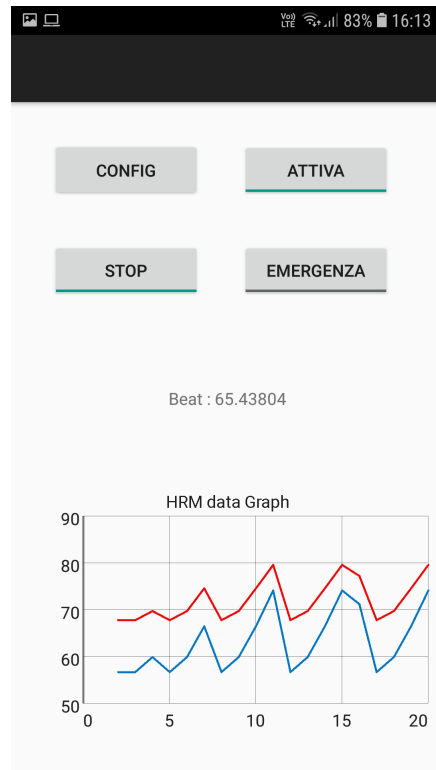 Vo)) LTE 83% 16:13
CONFIG ATTIVA
STOP EMERGENZA
Beat : 65.43804
HRM data Graph
90
80
70
60
50
0 5 10 15 20